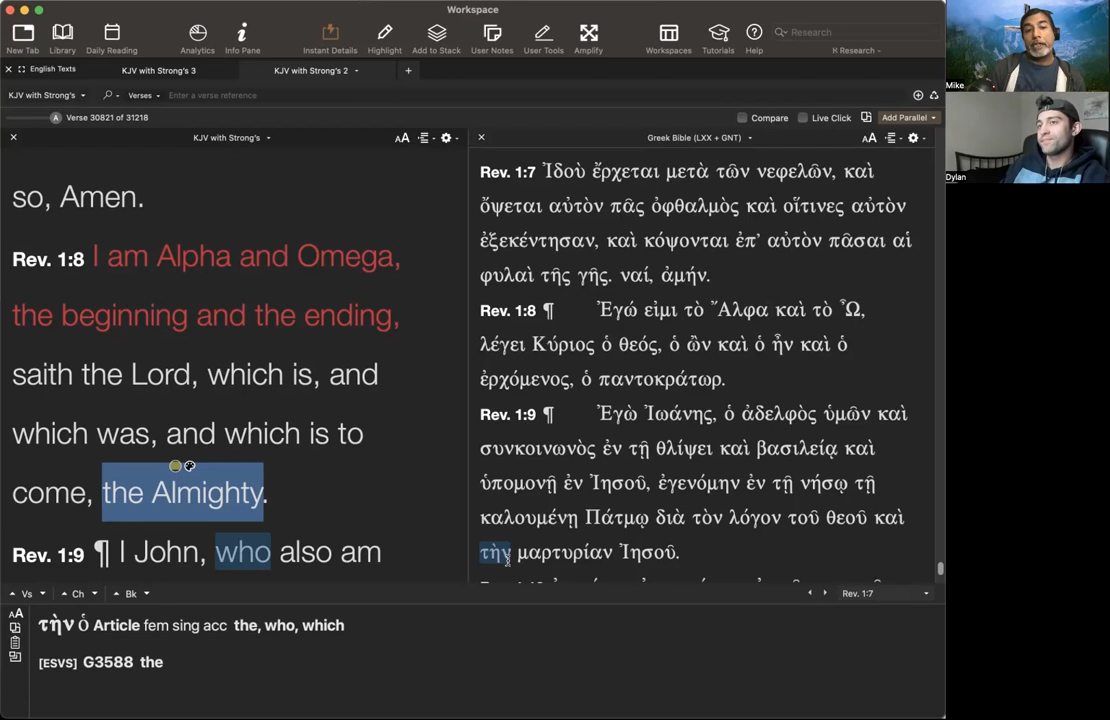 Workspace
New Tab
Library
Daily Reading
Analytics
Info Pane
Instant Details
Highlight
Add to Stack
User Notes
User Tools
Amplify
Workspaces
Tutorials
Help
Research
Research
English Texts
KJV with Strong's 3
KJV with Strong's 2
KJV with Strong's
Verses
Enter a verse reference
A Verse 30821 of 31218
Compare
Live Click
Add Parallel
KJV with Strong's
AA
so, Amen.
Rev. 1:8 I am Alpha and Omega,
the beginning and the ending,
saith the Lord, which is, and
which was, and which is to
come, the Almighty.
Rev. 1:9 ¶ I John, who also am
Greek Bible (LXX + GNT)
AA
Rev. 1:7 Ἰδοὺ ἔρχεται μετὰ τῶν νεφελῶν, καὶ
ὄψεται αὐτὸν πᾶς ὀφθαλμὸς καὶ οἵτινες αὐτὸν
ἐξεκέντησαν, καὶ κόψονται ἐπ’ αὐτὸν πᾶσαι αἱ
φυλαὶ τῆς γῆς. ναί, ἀμήν.
Rev. 1:8 ¶ Ἐγώ εἰμι τὸ Ἄλφα καὶ τὸ Ὦ,
λέγει Κύριος ὁ θεός, ὁ ὢν καὶ ὁ ἦν καὶ ὁ
ἐρχόμενος, ὁ παντοκράτωρ.
Rev. 1:9 ¶ Ἐγὼ Ἰωάνης, ὁ ἀδελφὸς ὑμῶν καὶ
συνκοινωνὸς ἐν τῇ θλίψει καὶ βασιλείᾳ καὶ
ὑπομονῇ ἐν Ἰησοῦ, ἐγενόμην ἐν τῇ νήσῳ τῇ
καλουμένῃ Πάτμῳ διὰ τὸν λόγον τοῦ θεοῦ καὶ
τὴν μαρτυρίαν Ἰησοῦ.
Vs
Ch
Bk
Rev. 1:7
AA
τὴν ὁ Article fem sing acc the, who, which
[ESVS] G3588 the
Mike
Dylan